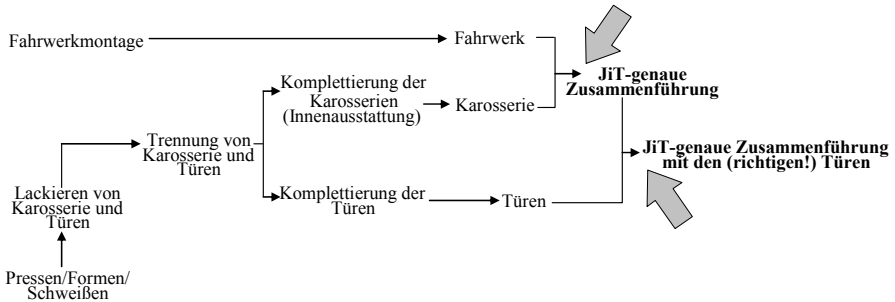 Fahrwerkmontage
Fahrwerk
JiT-genaue
Zusammenführung
Komplettierung der
Karosserien
(Innenausstattung)
Karosserie
Trennung von
Karosserie und
Türen
JiT-genaue Zusammenführung
mit den (richtigen!) Türen
Lackieren von
Karosserie und
Türen
Komplettierung der
Türen
Türen
Pressen/Formen/
Schweißen